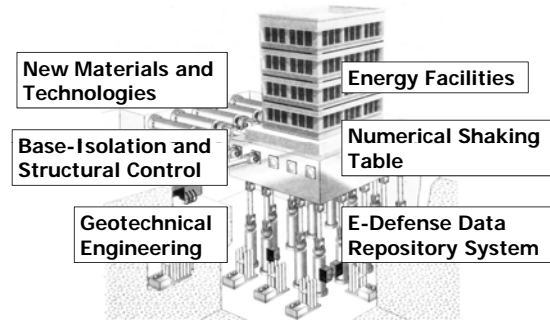 New Materials and
Technologies
Energy Facilities
Base-Isolation and
Structural Control
Numerical Shaking
Table
Geotechnical
Engineering
E-Defense Data
Repository System